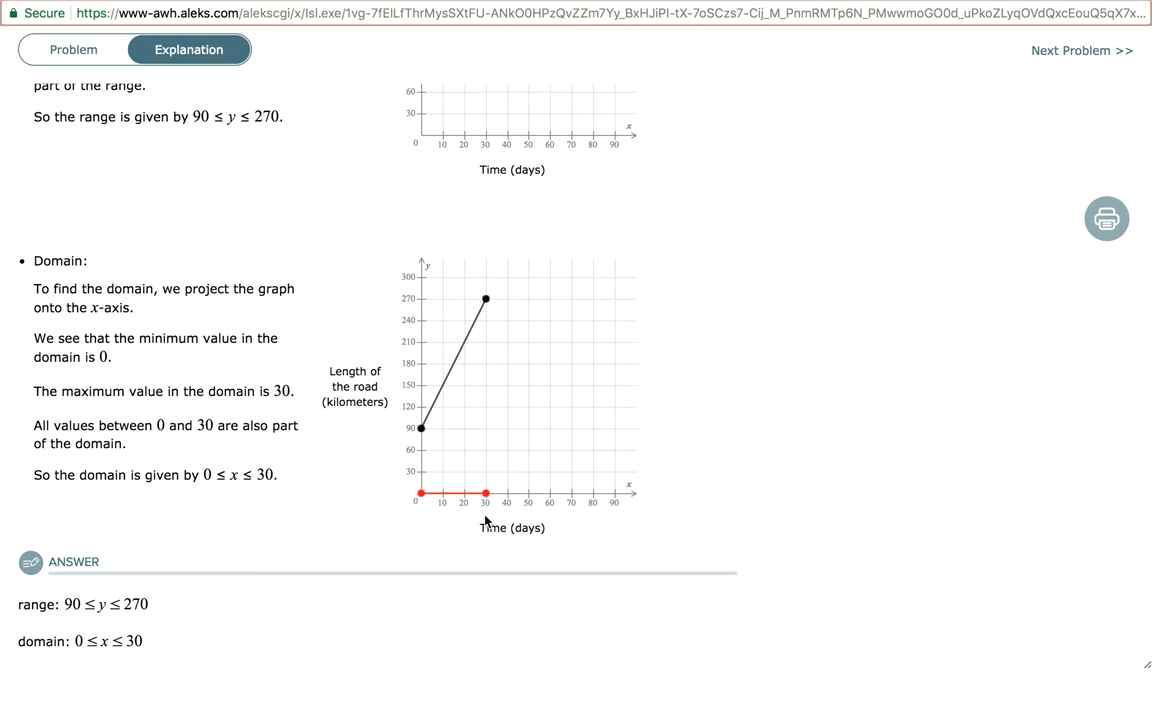 Secure https://www-awh.aleks.com/alekscgi/x/Isl.exe/1vg-7fElLfThrMysSXtFU-ANkO0HPzQvZZm7Yy_BxHJiPI-tX-7oSCzs7-Cij_M_PnmRMTp6N_PMwwmoGO0d_uPkoZLyqOVdQxcEouQ5qX7x...
Problem Explanation Next Problem >>
part of the range.
So the range is given by 90 ≤ y ≤ 270.
60
30
x
0 10 20 30 40 50 60 70 80 90
Time (days)
• Domain:
To find the domain, we project the graph
onto the x-axis.
We see that the minimum value in the
domain is 0.
The maximum value in the domain is 30.
All values between 0 and 30 are also part
of the domain.
So the domain is given by 0 ≤ x ≤ 30.
Length of
the road
(kilometers)
y
300
270
240
210
180
150
120
90
60
30
x
0 10 20 30 40 50 60 70 80 90
Time (days)
ANSWER
range: 90 ≤ y ≤ 270
domain: 0 ≤ x ≤ 30